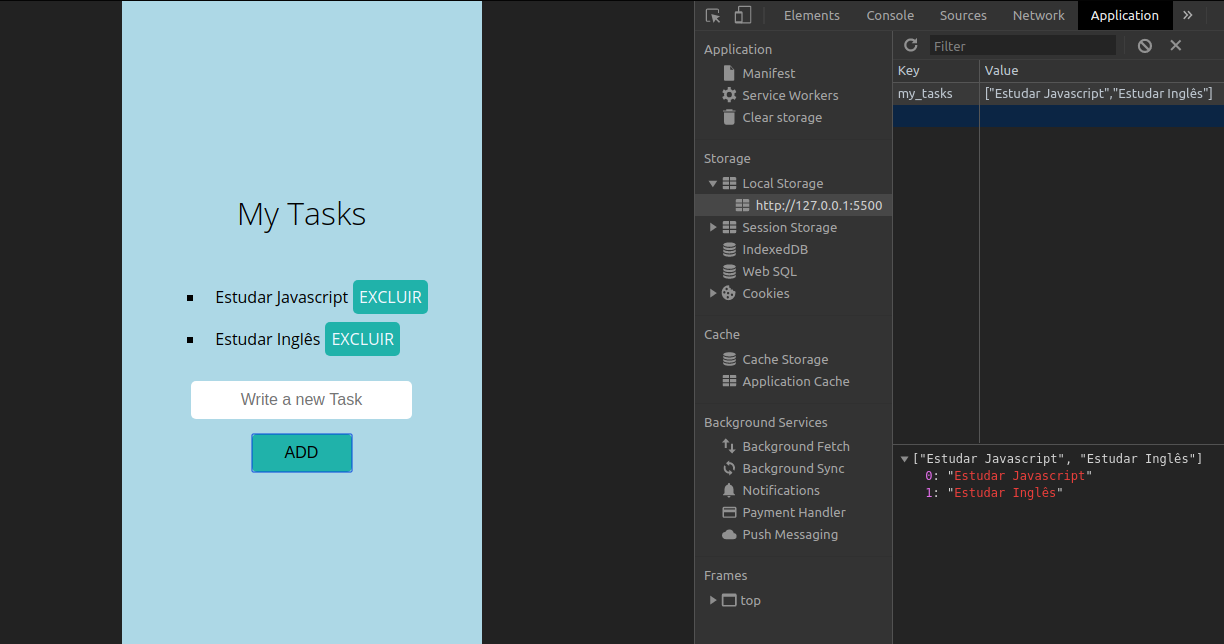 My Tasks
Estudar Javascript EXCLUIR
Estudar Inglês EXCLUIR
Write a new Task
ADD
Elements Console Sources Network Application »
Application
Manifest
Service Workers
Clear storage
Storage
Local Storage
http://127.0.0.1:5500
Session Storage
IndexedDB
Web SQL
Cookies
Cache
Cache Storage
Application Cache
Background Services
Background Fetch
Background Sync
Notifications
Payment Handler
Push Messaging
Frames
top
Filter
Key Value
my_tasks ["Estudar Javascript","Estudar Inglês"]
["Estudar Javascript", "Estudar Inglês"]
0: "Estudar Javascript"
1: "Estudar Inglês"